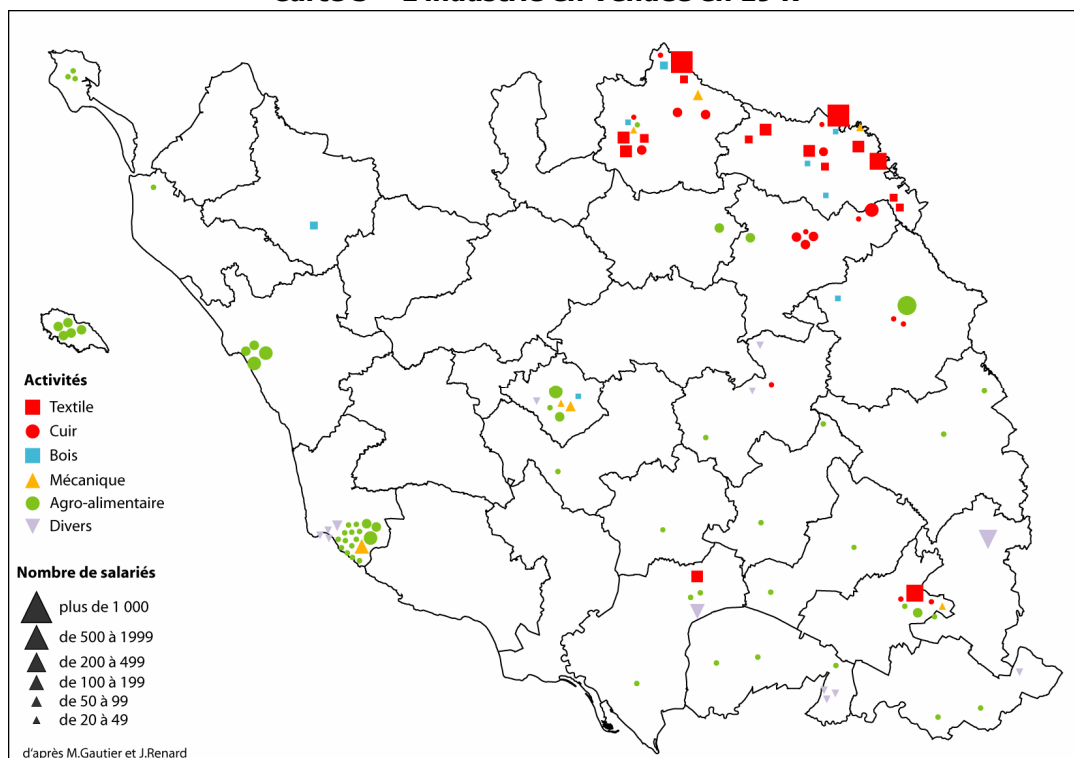 Activités
Textile
Cuir
Bois
Mécanique
Agro-alimentaire
Divers
Nombre de salariés
plus de 1 000
de 500 à 1999
de 200 à 499
de 100 à 199
de 50 à 99
de 20 à 49
d'après M.Gautier et J.Renard